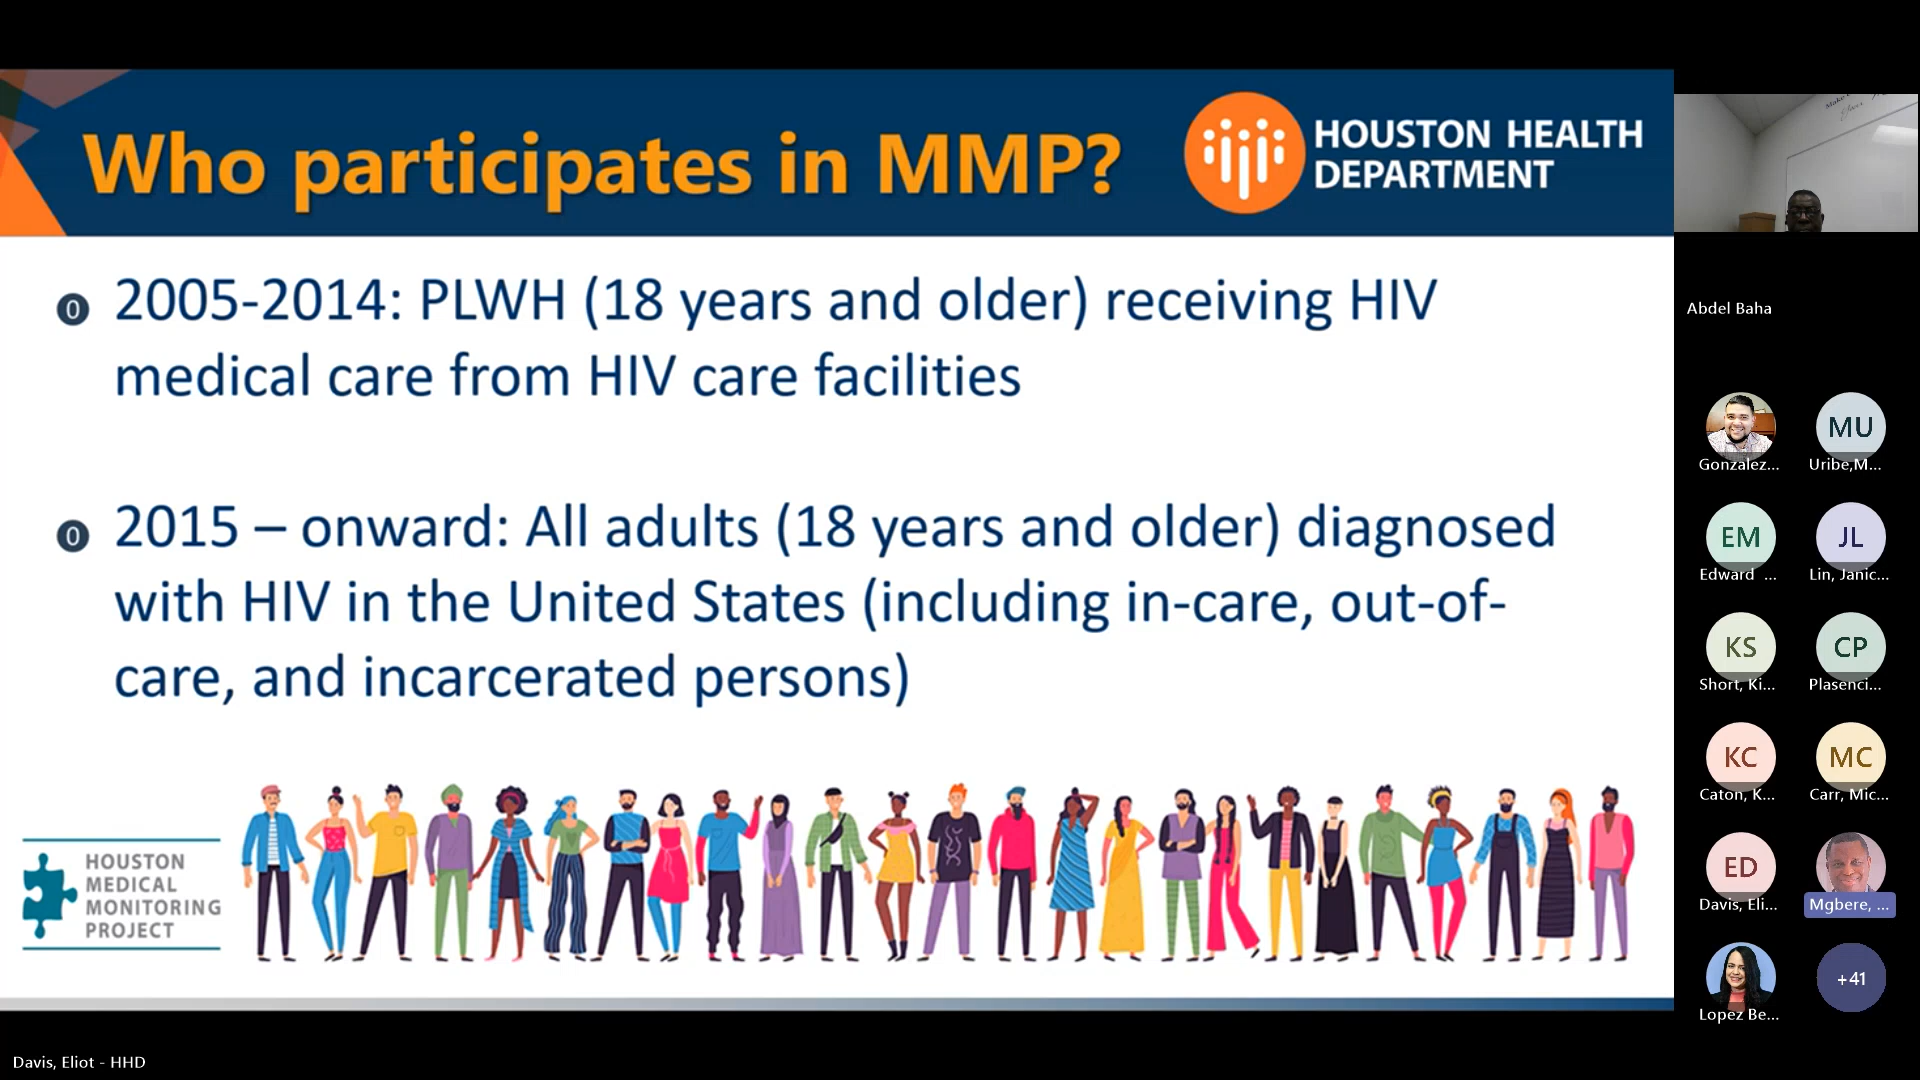 Who participates in MMP?
HOUSTON HEALTH
DEPARTMENT
2005-2014: PLWH (18 years and older) receiving HIV
medical care from HIV care facilities
2015 – onward: All adults (18 years and older) diagnosed
with HIV in the United States (including in-care, out-of-
care, and incarcerated persons)
HOUSTON
MEDICAL
MONITORING
PROJECT
Abdel Baha
Gonzalez...
MU
Uribe,M...
EM
Edward ...
JL
Lin, Janic...
KS
Short, Ki...
CP
Plasenci...
KC
Caton, K...
MC
Carr, Mic...
ED
Davis, Eli...
Mgbere, ...
Lopez Be...
+41
Davis, Eliot - HHD